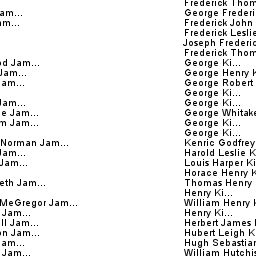 Frederick Thom
Jam... George Frederi
am... Frederick John
Frederick Leslie
Joseph Frederic
Frederick Thom
od Jam... George Ki...
Jam... George Henry K
Jam... George Robert
George Ki...
Jam... George Ki...
e Jam... George Whitake
m Jam... George Ki...
George Ki...
Norman Jam... Kenric Godfrey
Jam... Harold Leslie K
Jam... Louis Harper Ki
Horace Henry K
eth Jam... Thomas Henry
Henry Ki...
McGregor Jam... William Henry K
Jam... Henry Ki...
ll Jam... Herbert James K
on Jam... Hubert Leigh K
Jam... Hugh Sebastian
Jam... William Hutchis